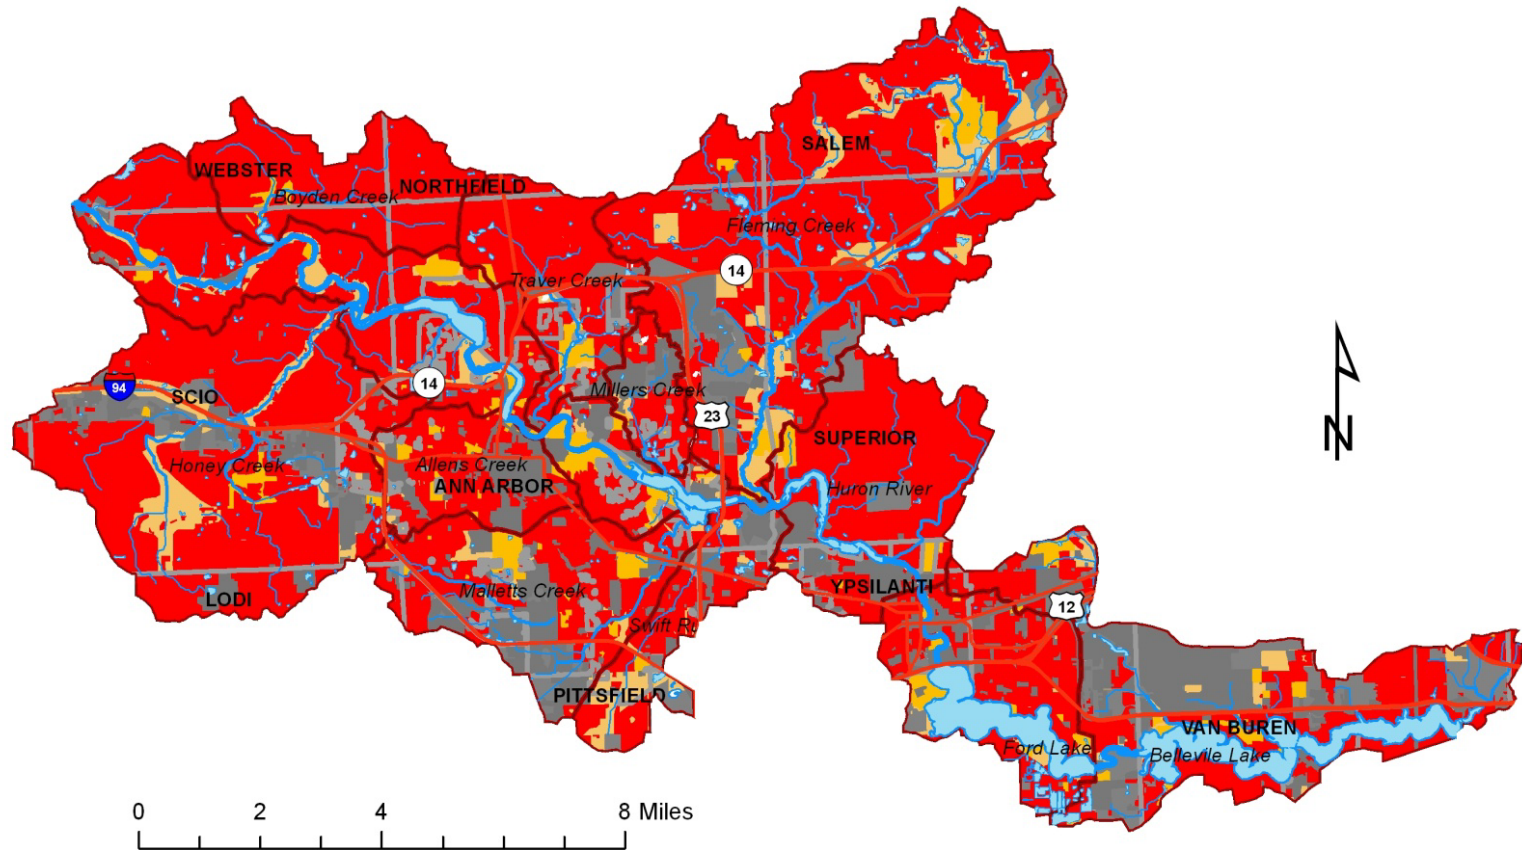 SALEM
WEBSTER
NORTHFIELD
Boyden Creek
Fleming Creek
14
Traver Creek
94
14
SCIO
Millers Creek
23
SUPERIOR
Honey Creek
Allens Creek
ANN ARBOR
Huron River
N
YPSILANTI
Malletts Creek
LODI
12
Swift Ru
PITTSFIELD
VAN BUREN
Ford Lake
Bellevile Lake
0 2 4 8 Miles